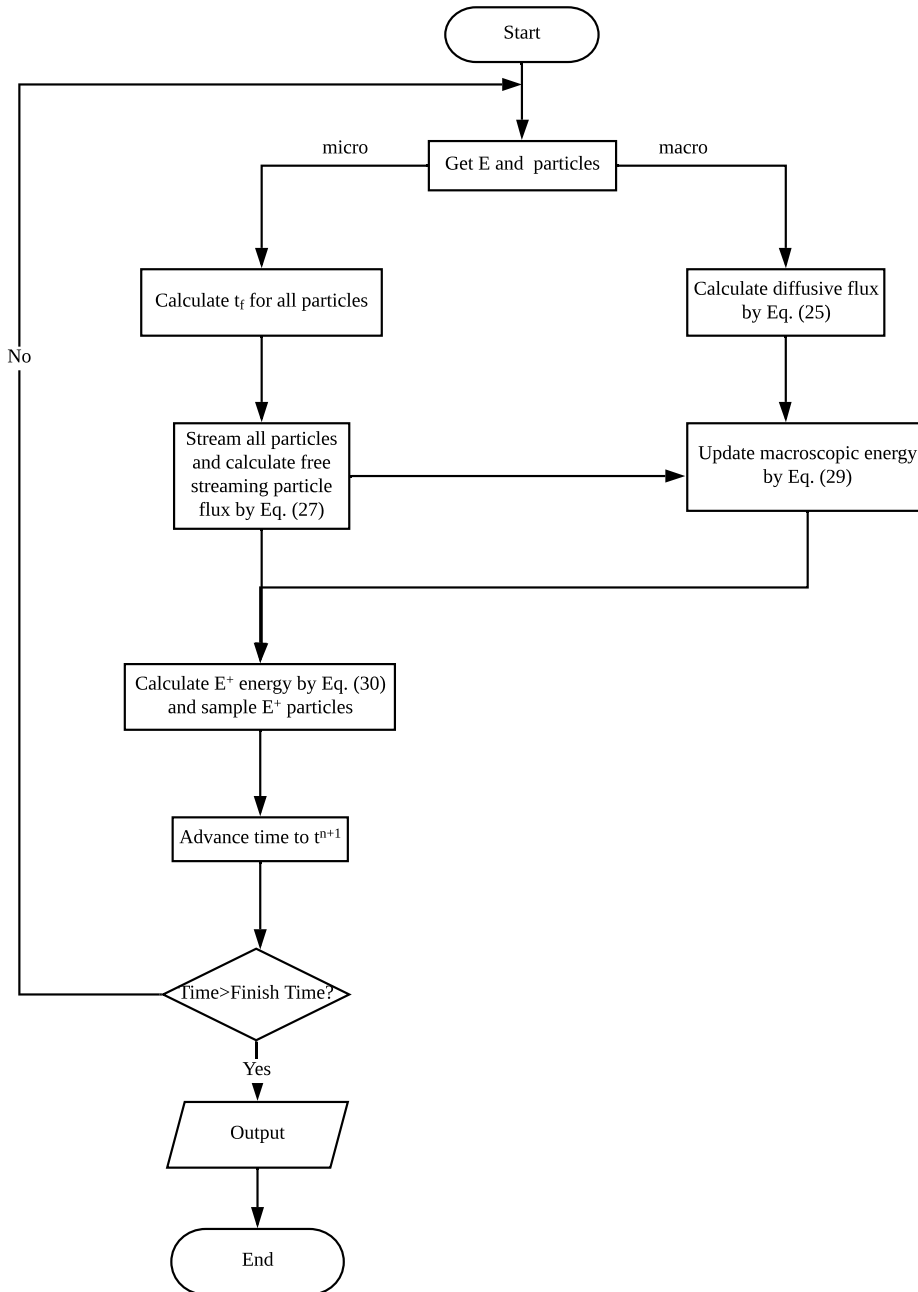 Start
micro
macro
Get E and particles
Calculate t_f for all particles
Calculate diffusive flux
by Eq. (25)
No
Stream all particles
and calculate free
streaming particle
flux by Eq. (27)
Update macroscopic energy
by Eq. (29)
Calculate E⁺ energy by Eq. (30)
and sample E⁺ particles
Advance time to tⁿ⁺¹
Time>Finish Time?
Yes
Output
End